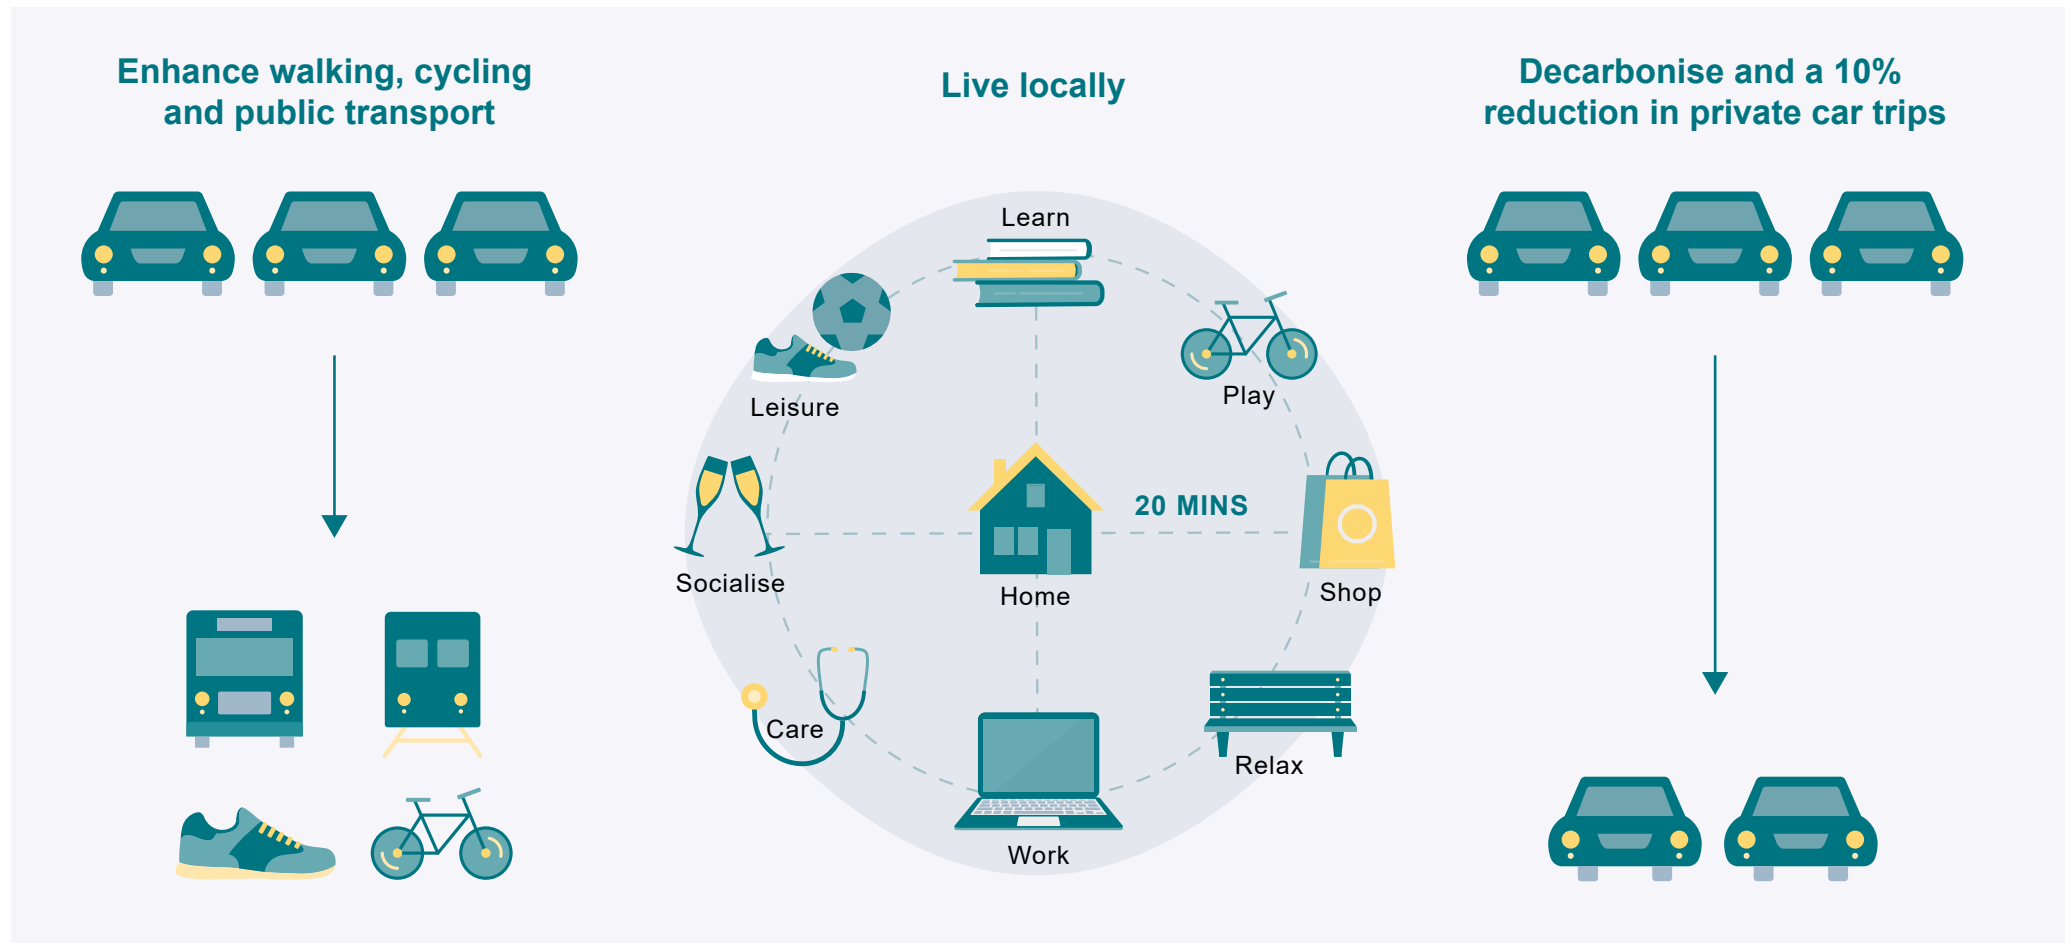 Enhance walking, cycling
and public transport
Live locally
Decarbonise and a 10%
reduction in private car trips
Learn
Leisure
Play
20 MINS
Socialise
Home
Shop
Care
Relax
Work